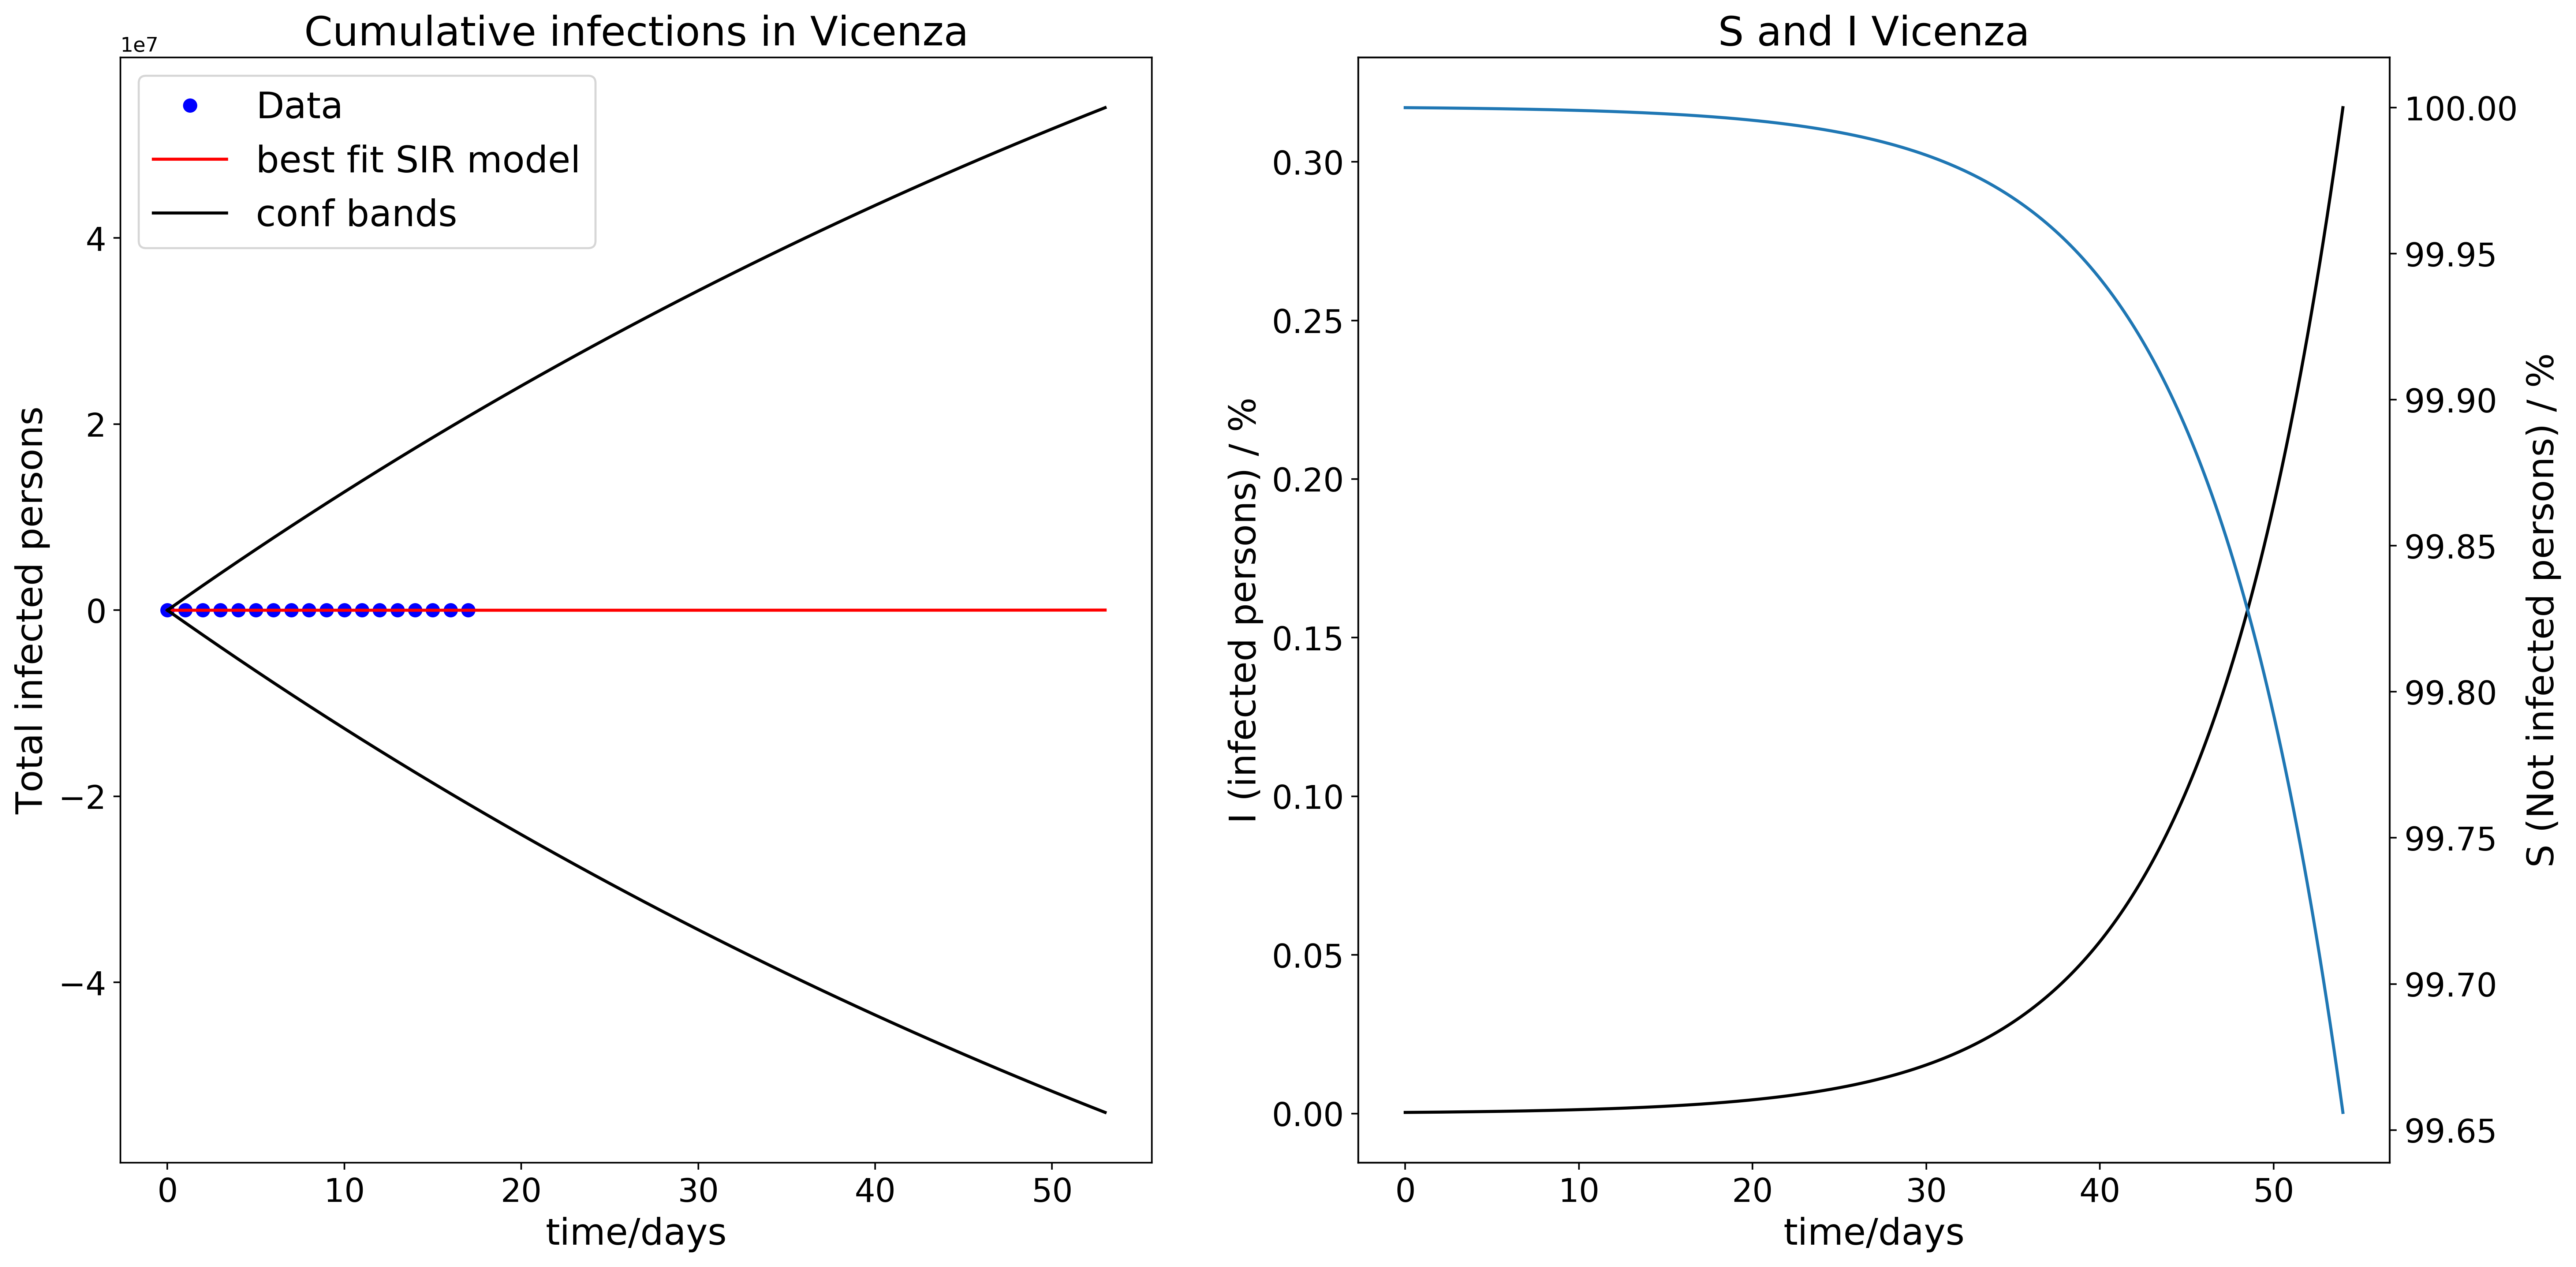 Cumulative infections in Vicenza
1e7
Data
best fit SIR model
conf bands
4
2
0
−2
−4
Total infected persons
0 10 20 30 40 50
time/days
S and I Vicenza
0.30
0.25
0.20
0.15
0.10
0.05
0.00
I (infected persons) / %
100.00
99.95
99.90
99.85
99.80
99.75
99.70
99.65
S (Not infected persons) / %
0 10 20 30 40 50
time/days